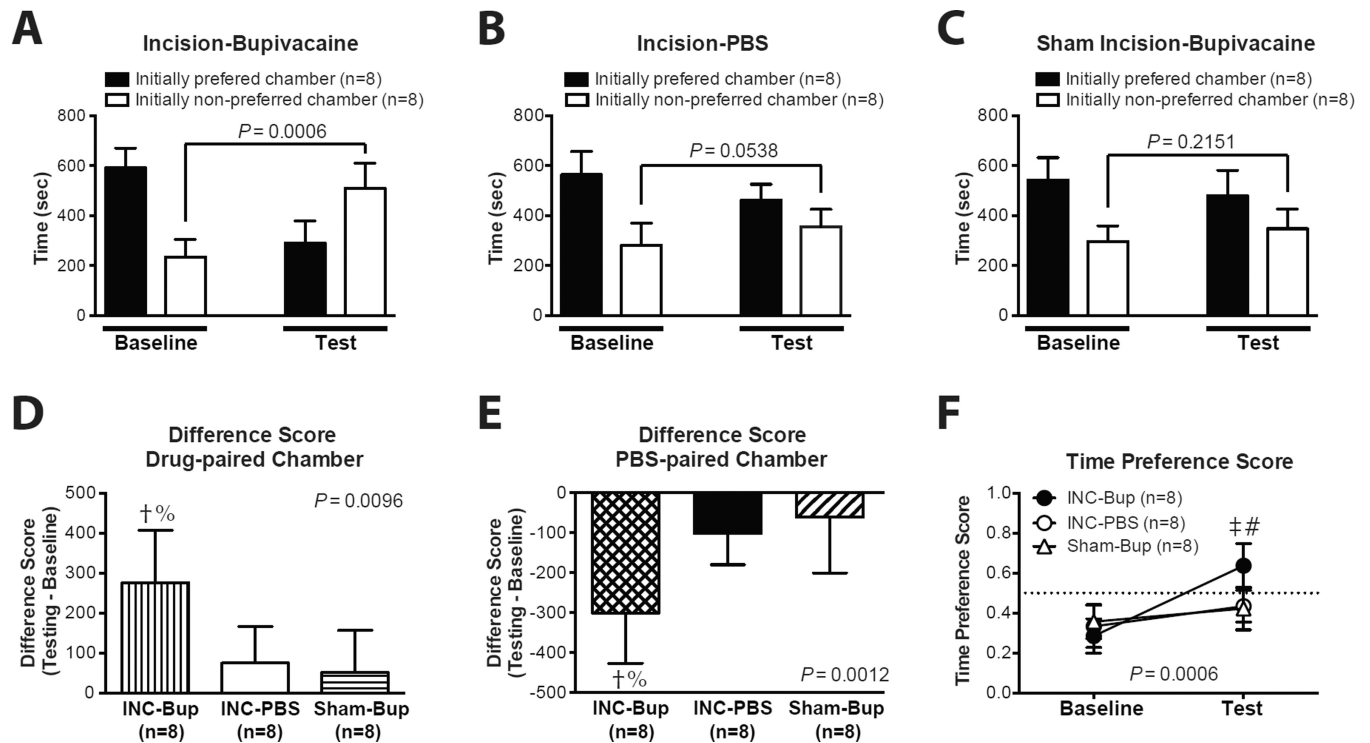 A
Incision-Bupivacaine
Initially prefered chamber (n=8)
Initially non-preferred chamber (n=8)
Time (sec)
800
600
400
200
0
P = 0.0006
Baseline
Test
B
Incision-PBS
Initially prefered chamber (n=8)
Initially non-preferred chamber (n=8)
Time (sec)
800
600
400
200
0
P = 0.0538
Baseline
Test
C
Sham Incision-Bupivacaine
Initially prefered chamber (n=8)
Initially non-preferred chamber (n=8)
Time (sec)
800
600
400
200
0
P = 0.2151
Baseline
Test
D
Difference Score
Drug-paired Chamber
Difference Score
(Testing - Baseline)
500
400
300
200
100
0
†%
P = 0.0096
INC-Bup
(n=8)
INC-PBS
(n=8)
Sham-Bup
(n=8)
E
Difference Score
PBS-paired Chamber
Difference Score
(Testing - Baseline)
0
-100
-200
-300
-400
-500
†%
P = 0.0012
INC-Bup
(n=8)
INC-PBS
(n=8)
Sham-Bup
(n=8)
F
Time Preference Score
INC-Bup (n=8)
INC-PBS (n=8)
Sham-Bup (n=8)
Time Preference Score
1.0
0.8
0.6
0.4
0.2
0.0
‡#
P = 0.0006
Baseline
Test